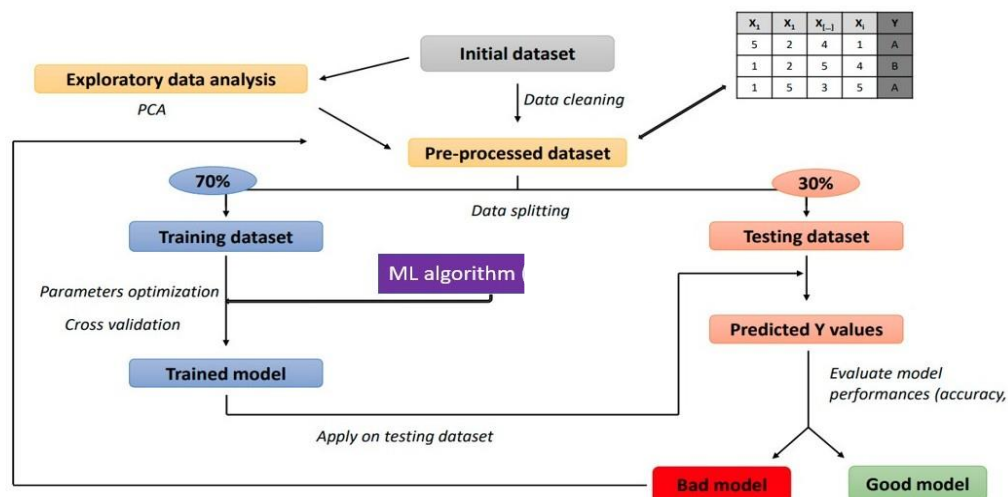 Initial dataset
Exploratory data analysis
PCA
Data cleaning
X1 X1 X[...] Xi Y
5 2 4 1 A
1 2 5 4 B
1 5 3 5 A
Pre-processed dataset
70%
30%
Data splitting
Training dataset
Testing dataset
ML algorithm (
Parameters optimization
Cross validation
Predicted Y values
Trained model
Evaluate model
performances (accuracy,
Apply on testing dataset
Bad model
Good model